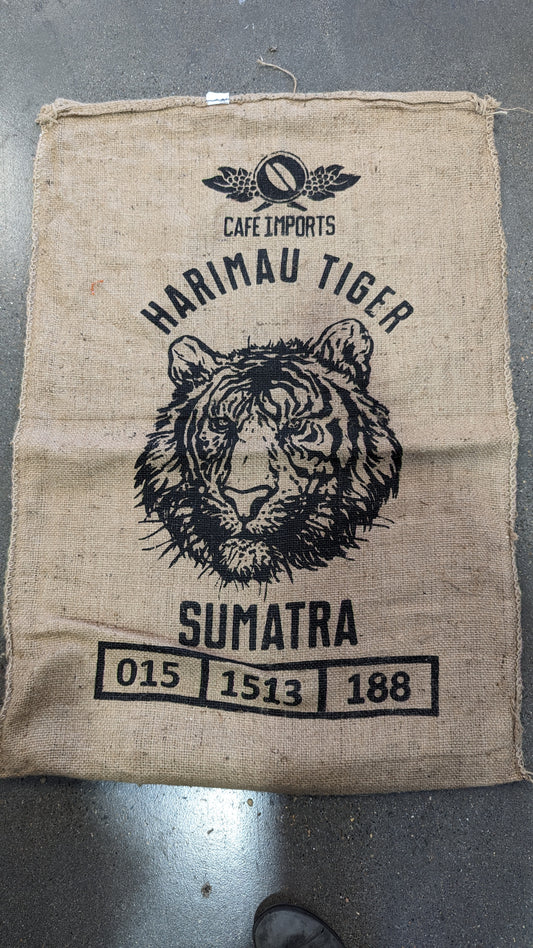 CAFE IMPORTS
HARIMAU TIGER
SUMATRA
015 1513 188